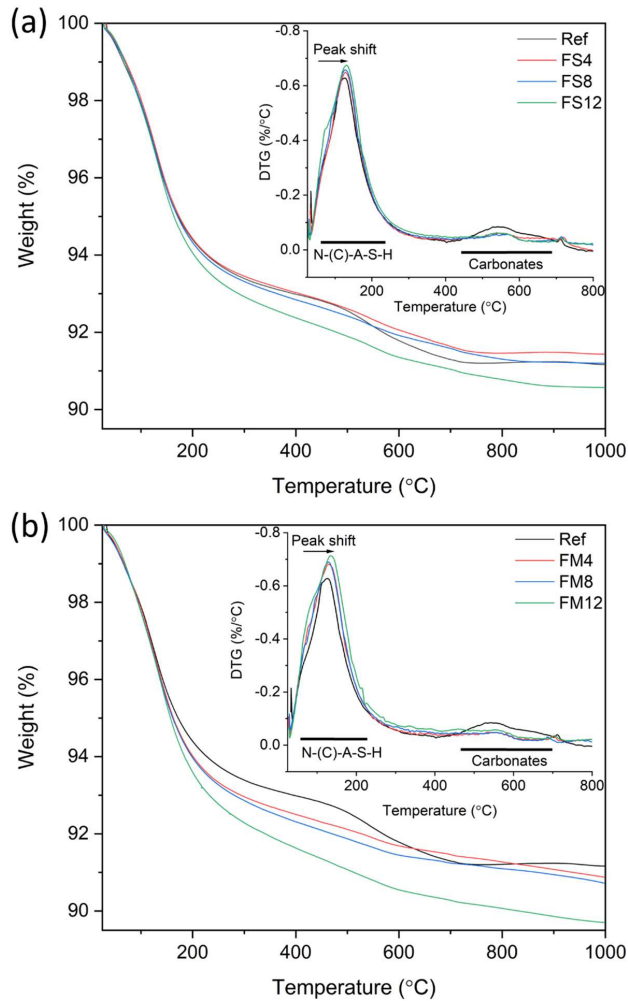 (a)
100
98
96
94
92
90
Weight (%)
200
400
600
800
1000
Temperature (°C)
-0.8
-0.6
-0.4
-0.2
0.0
DTG (%/°C)
Peak shift
N-(C)-A-S-H
Carbonates
200
400
600
800
Temperature (°C)
Ref
FS4
FS8
FS12
(b)
100
98
96
94
92
90
Weight (%)
200
400
600
800
1000
Temperature (°C)
-0.8
-0.6
-0.4
-0.2
0.0
DTG (%/°C)
Peak shift
N-(C)-A-S-H
Carbonates
200
400
600
800
Temperature (°C)
Ref
FM4
FM8
FM12